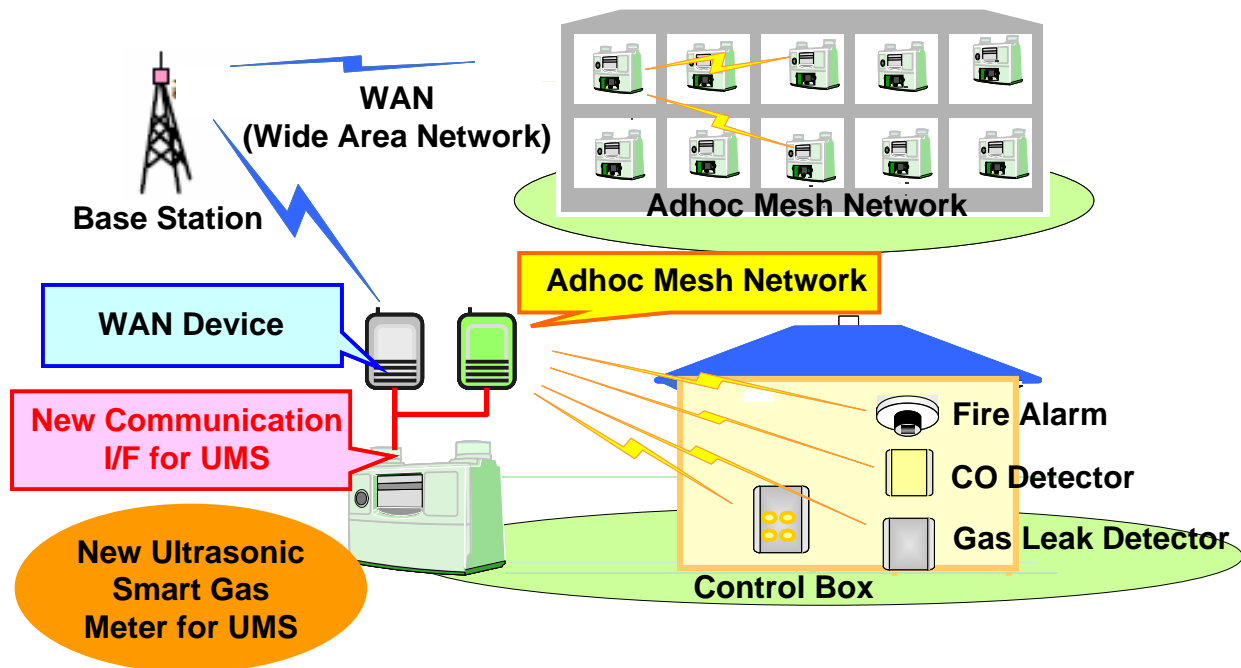 WAN
(Wide Area Network)
Base Station
Adhoc Mesh Network
Adhoc Mesh Network
WAN Device
New Communication
I/F for UMS
Fire Alarm
CO Detector
Gas Leak Detector
Control Box
New Ultrasonic
Smart Gas
Meter for UMS